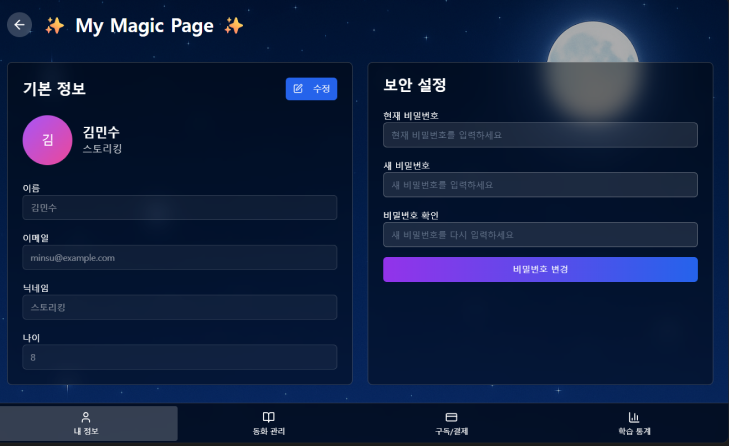 ✨ My Magic Page ✨
기본 정보
수정
김
김민수
스토리킹
이름
김민수
이메일
minsu@example.com
닉네임
스토리킹
나이
8
보안 설정
현재 비밀번호
현재 비밀번호를 입력하세요
새 비밀번호
새 비밀번호를 입력하세요
비밀번호 확인
새 비밀번호를 다시 입력하세요
비밀번호 변경
내 정보
동화 관리
구독/결제
학습 통계